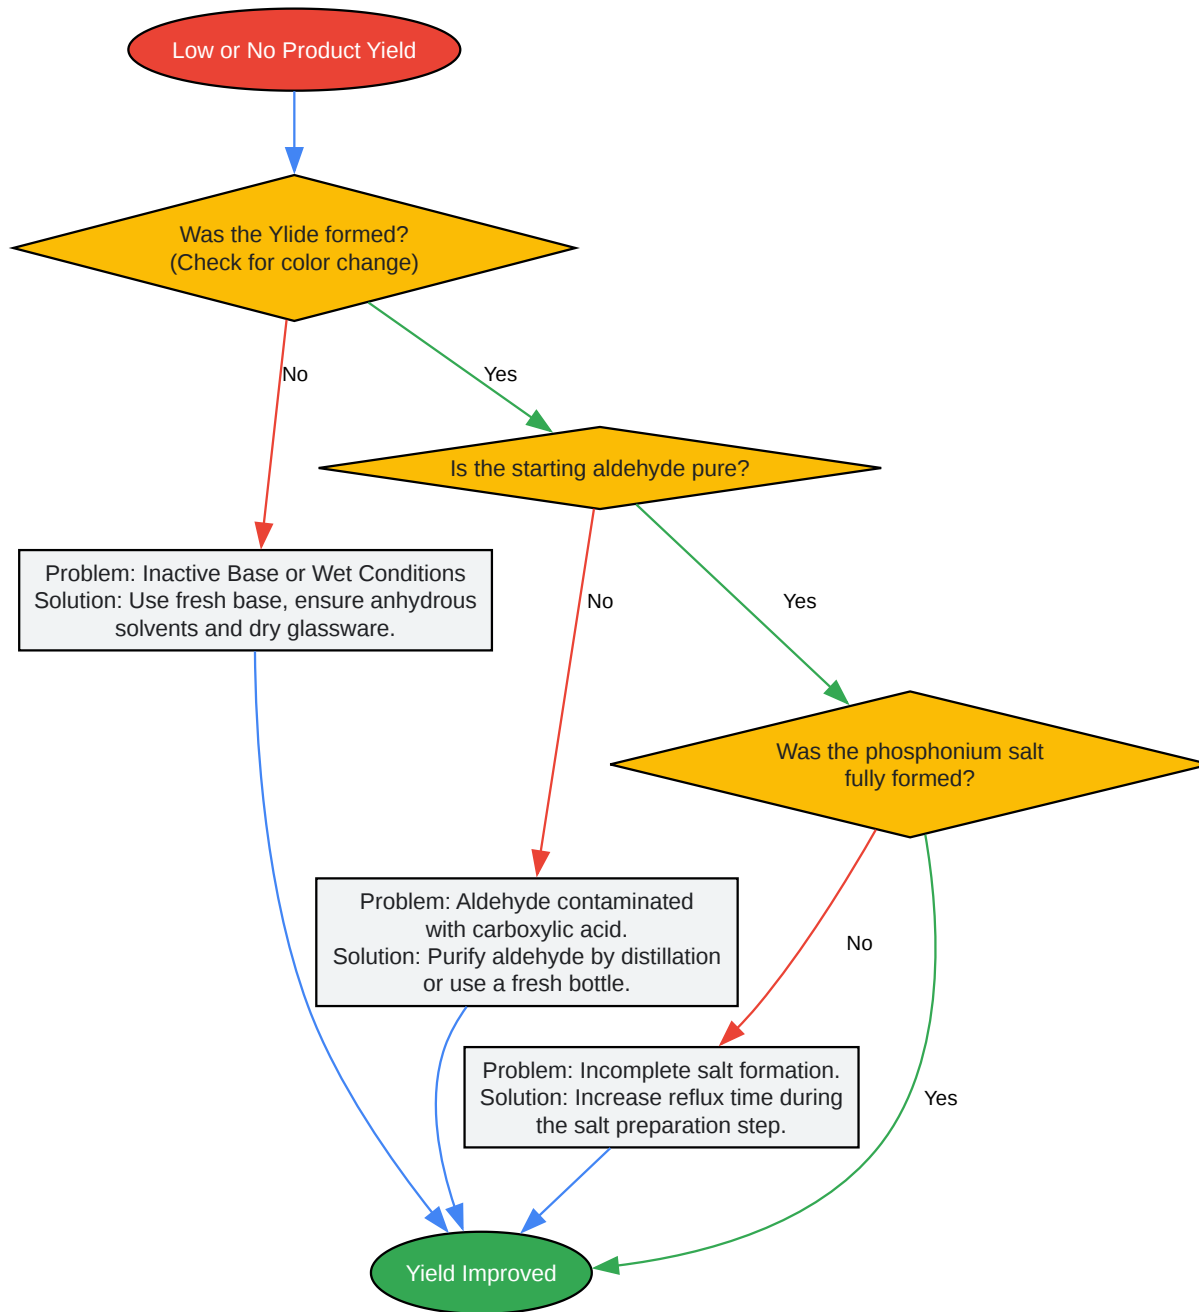 Low or No Product Yield
Was the Ylide formed?
(Check for color change)
No
Yes
Is the starting aldehyde pure?
Problem: Inactive Base or Wet Conditions
Solution: Use fresh base, ensure anhydrous
solvents and dry glassware.
No
Yes
Was the phosphonium salt
fully formed?
Problem: Aldehyde contaminated
with carboxylic acid.
Solution: Purify aldehyde by distillation
or use a fresh bottle.
No
Problem: Incomplete salt formation.
Solution: Increase reflux time during
the salt preparation step.
Yes
Yield Improved